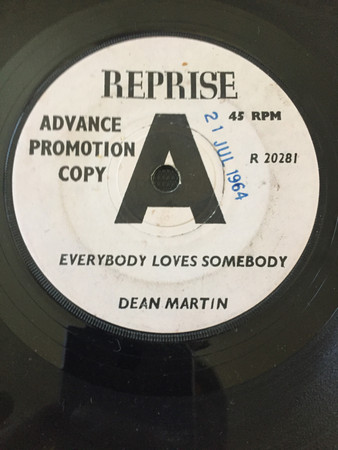 REPRISE
ADVANCE
PROMOTION
COPY
A
45 RPM
21 JUL 1964
R 20281
EVERYBODY LOVES SOMEBODY
DEAN MARTIN